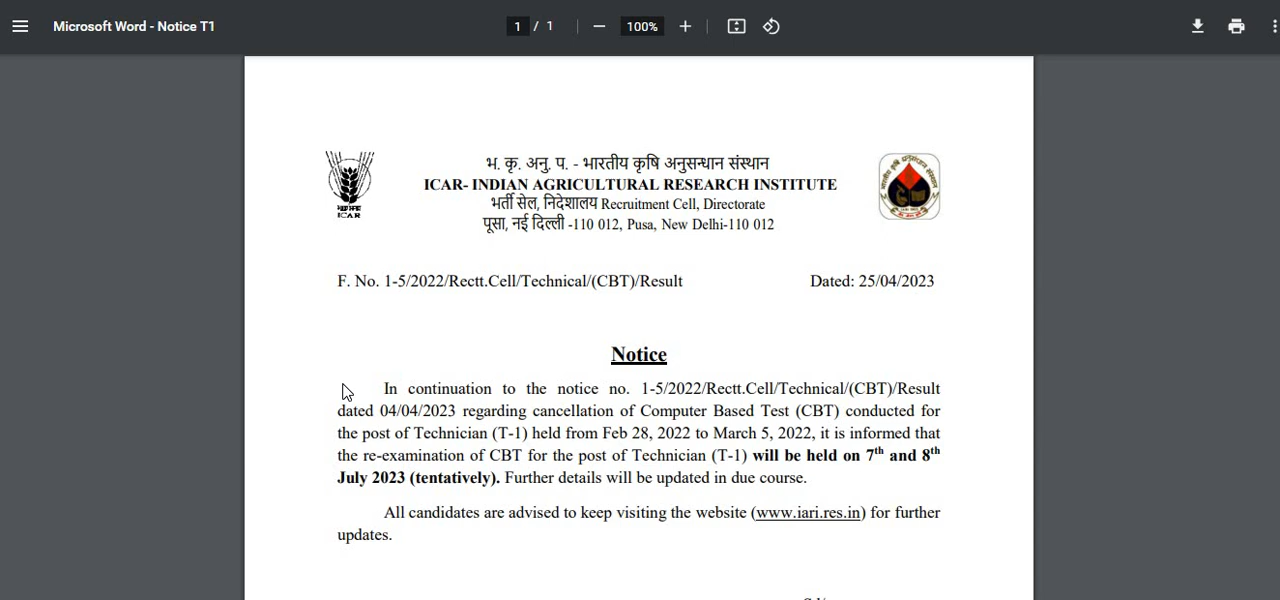 Microsoft Word - Notice T1
1 / 1
100%
भ. कृ. अनु. प. - भारतीय कृषि अनुसन्धान संस्थान
ICAR- INDIAN AGRICULTURAL RESEARCH INSTITUTE
भर्ती सेल, निदेशालय Recruitment Cell, Directorate
पूसा, नई दिल्ली -110 012, Pusa, New Delhi-110 012
ICAR
F. No. 1-5/2022/Rectt.Cell/Technical/(CBT)/Result Dated: 25/04/2023
Notice
In continuation to the notice no. 1-5/2022/Rectt.Cell/Technical/(CBT)/Result
dated 04/04/2023 regarding cancellation of Computer Based Test (CBT) conducted for
the post of Technician (T-1) held from Feb 28, 2022 to March 5, 2022, it is informed that
the re-examination of CBT for the post of Technician (T-1) will be held on 7th and 8th
July 2023 (tentatively). Further details will be updated in due course.
All candidates are advised to keep visiting the website (www.iari.res.in) for further
updates.